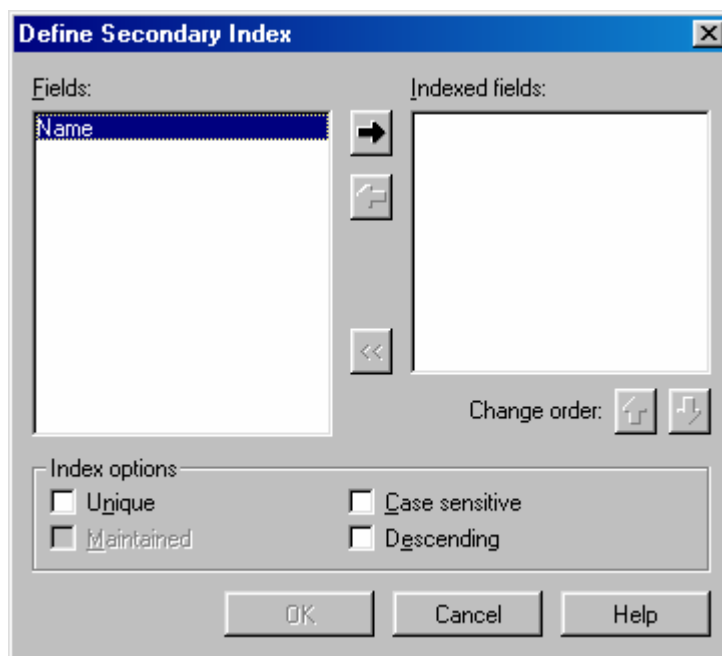 Define Secondary Index
Fields:
Indexed fields:
Name
<<
Change order:
Index options
Unique
Case sensitive
Maintained
Descending
OK
Cancel
Help